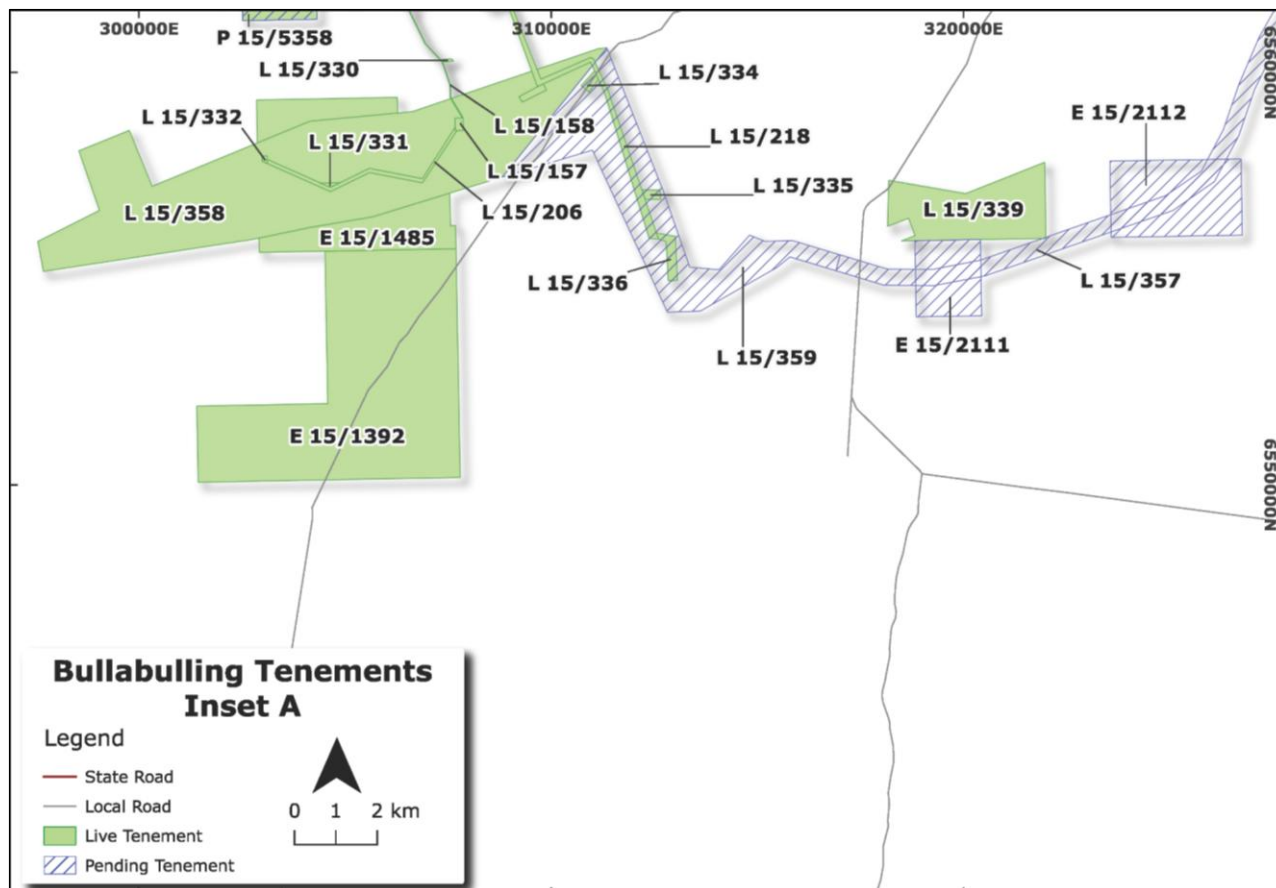 300000E
310000E
320000E
6560000N
P 15/5358
L 15/330
L 15/334
L 15/332
L 15/331
L 15/158
L 15/218
E 15/2112
L 15/157
L 15/335
L 15/358
L 15/206
L 15/339
E 15/1485
L 15/336
L 15/357
L 15/359
E 15/2111
E 15/1392
6550000N
Bullabulling Tenements
Inset A
Legend
State Road
Local Road
Live Tenement
Pending Tenement
0 1 2 km